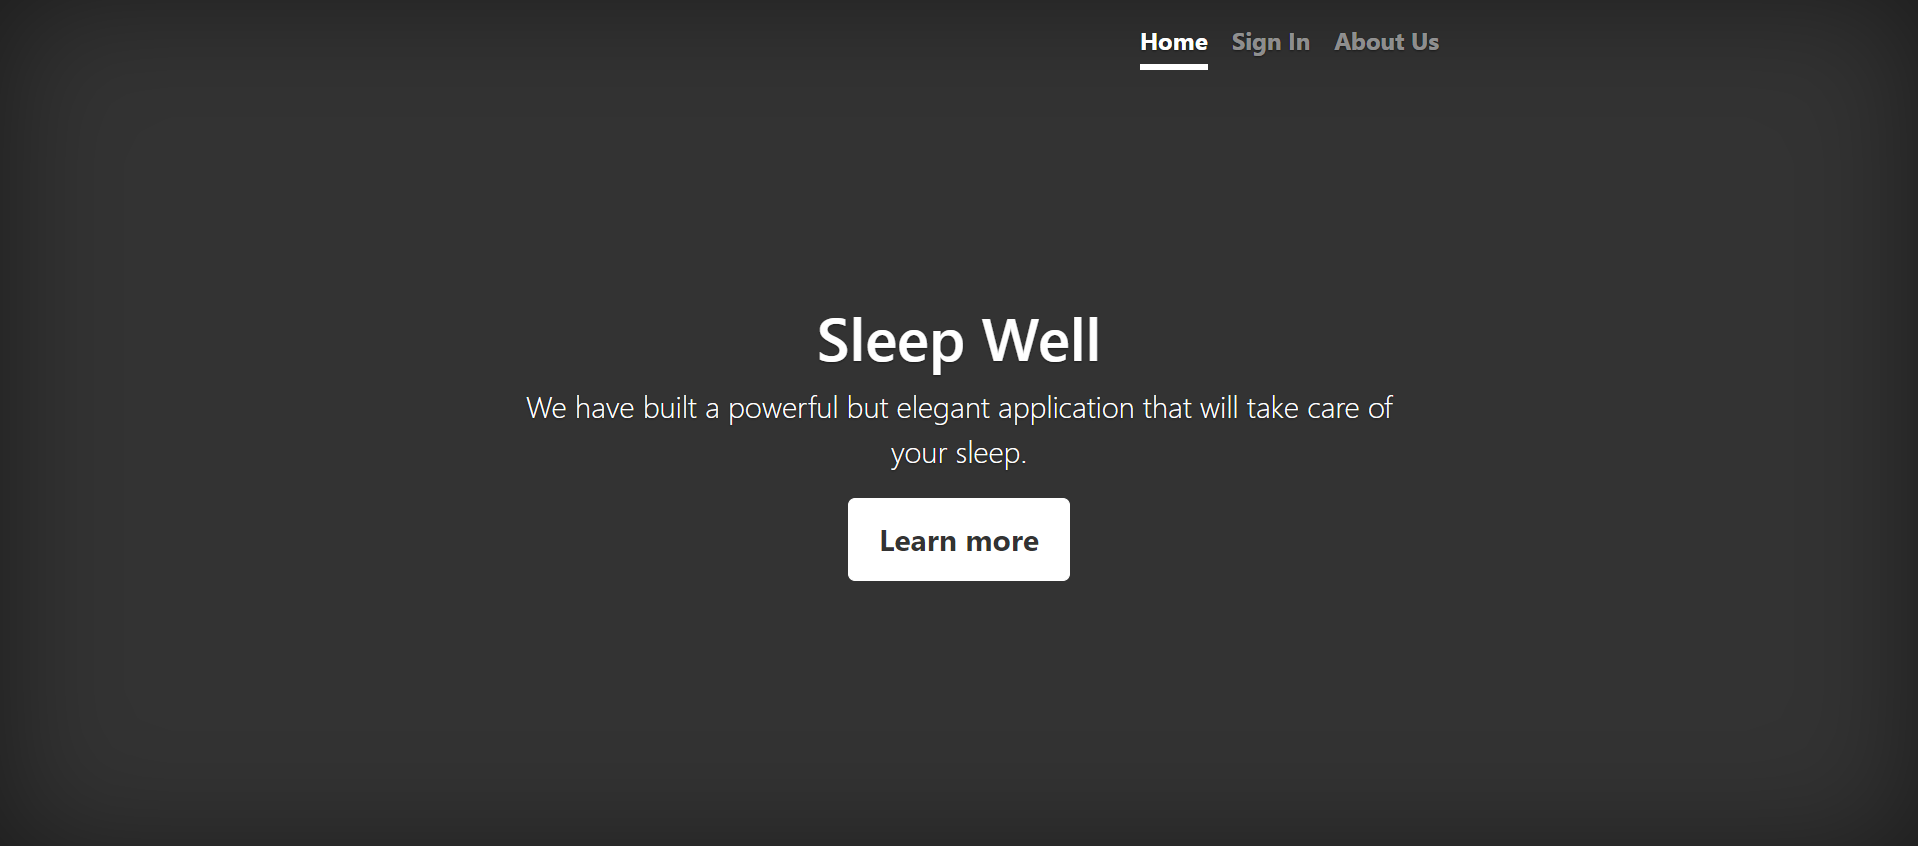 Home Sign In About Us
Sleep Well
We have built a powerful but elegant application that will take care of
your sleep.
Learn more